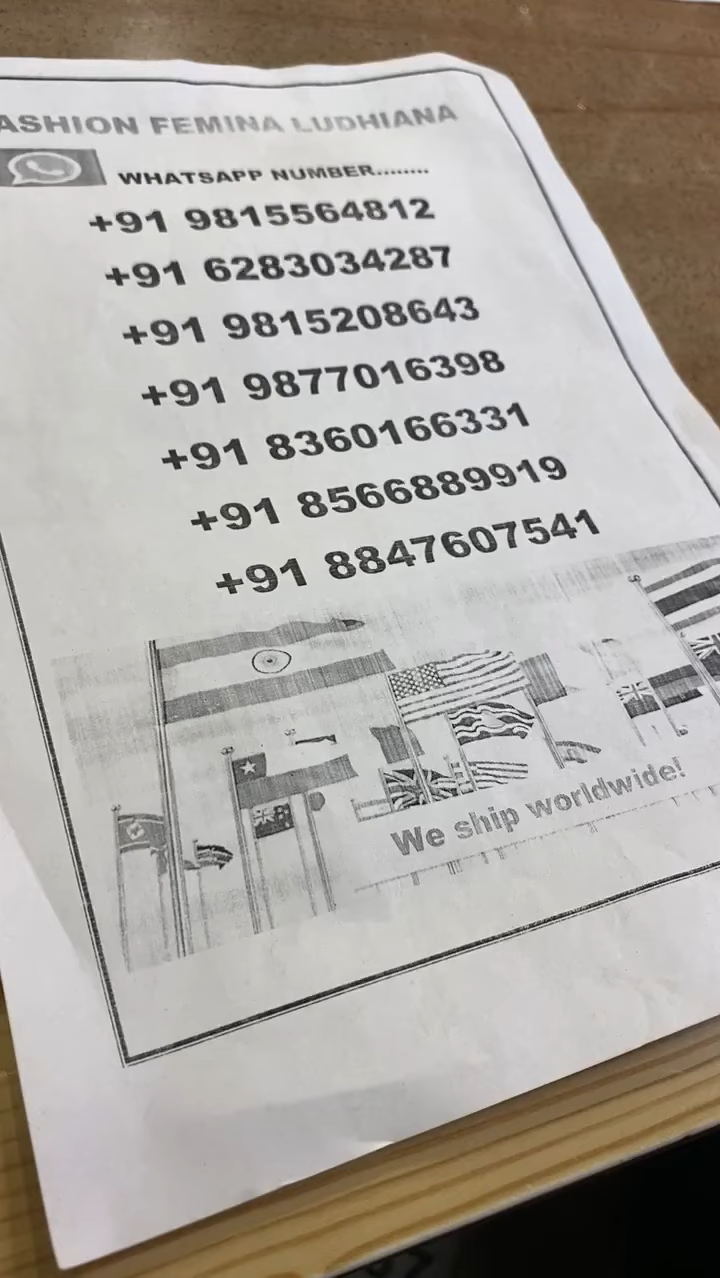 ASHION FEMINA LUDHIANA
WHATSAPP NUMBER........
+91 9815564812
+91 6283034287
+91 9815208643
+91 9877016398
+91 8360166331
+91 8566889919
+91 8847607541
We ship worldwide!